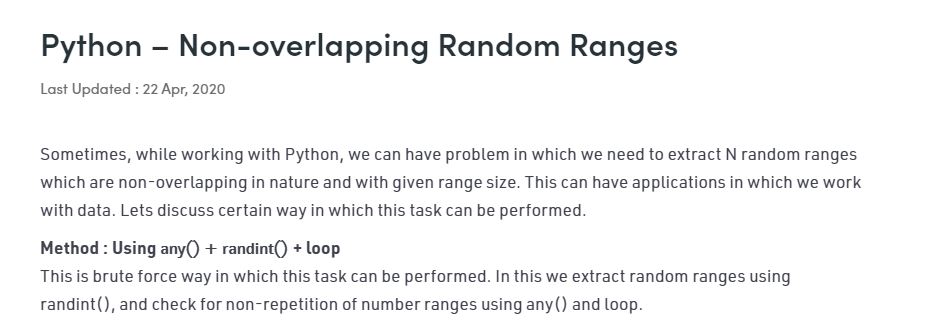 Python – Non-overlapping Random Ranges
Last Updated : 22 Apr, 2020
Sometimes, while working with Python, we can have problem in which we need to extract N random ranges
which are non-overlapping in nature and with given range size. This can have applications in which we work
with data. Lets discuss certain way in which this task can be performed.
Method : Using any() + randint() + loop
This is brute force way in which this task can be performed. In this we extract random ranges using
randint(), and check for non-repetition of number ranges using any() and loop.